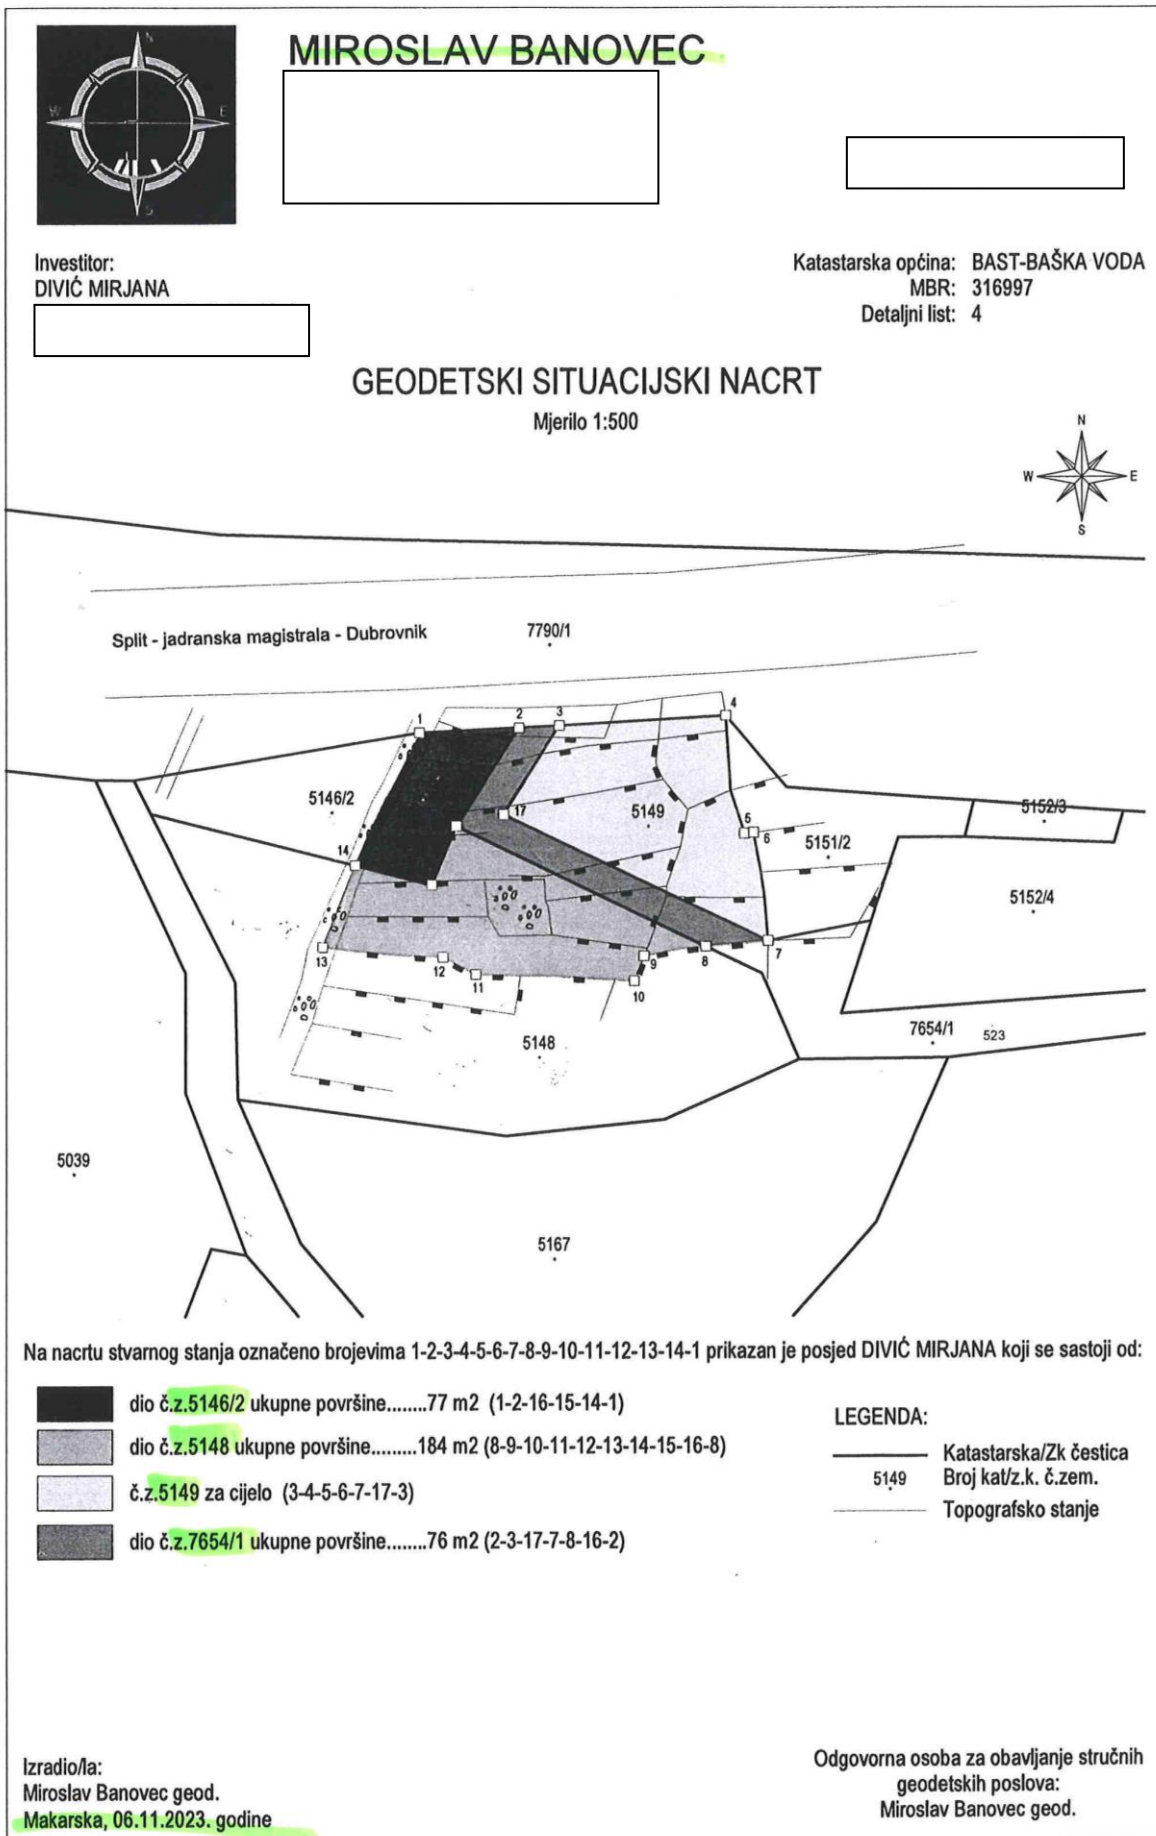 MIROSLAV BANOVEC
N
W
E
S
Investitor:
DIVIĆ MIRJANA
Katastarska općina: BAST-BAŠKA VODA
MBR: 316997
Detaljni list: 4
GEODETSKI SITUACIJSKI NACRT
Mjerilo 1:500
N
W
E
S
Split - jadranska magistrala - Dubrovnik
7790/1
1
2
3
4
5146/2
17
5149
5
6
5151/2
5152/3
14
5152/4
13
12
11
9
10
8
7
5148
7654/1
523
5039
5167
Na nacrtu stvarnog stanja označeno brojevima 1-2-3-4-5-6-7-8-9-10-11-12-13-14-1 prikazan je posjed DIVIĆ MIRJANA koji se sastoji od:
dio č.z.5146/2 ukupne površine........77 m2 (1-2-16-15-14-1)
dio č.z.5148 ukupne površine........184 m2 (8-9-10-11-12-13-14-15-16-8)
č.z.5149 za cijelo (3-4-5-6-7-17-3)
dio č.z.7654/1 ukupne površine........76 m2 (2-3-17-7-8-16-2)
LEGENDA:
Katastarska/Zk čestica
5149 Broj kat/z.k. č.zem.
Topografsko stanje
Izradio/la:
Miroslav Banovec geod.
Makarska, 06.11.2023. godine
Odgovorna osoba za obavljanje stručnih
geodetskih poslova:
Miroslav Banovec geod.